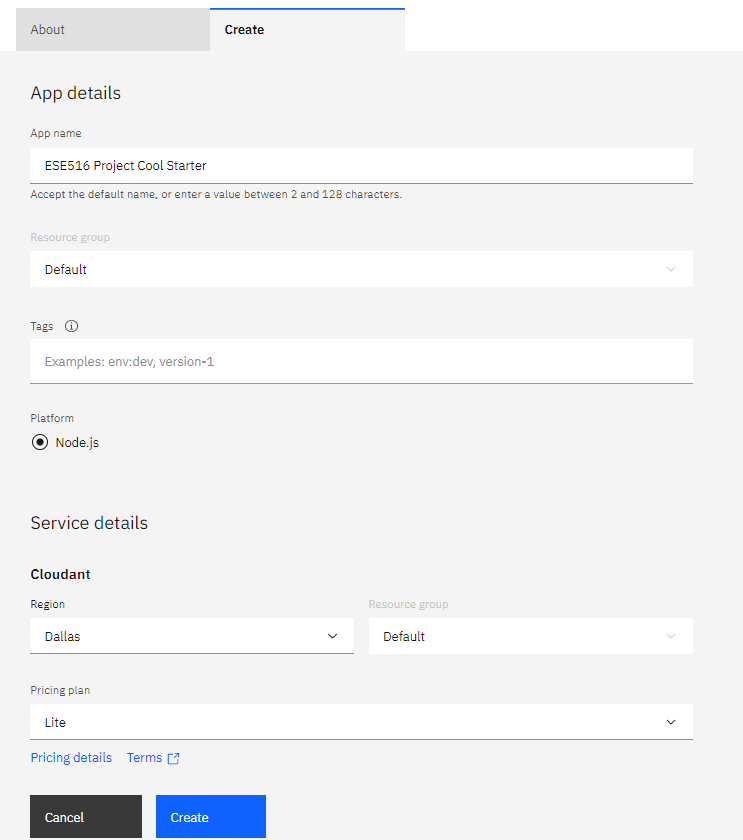 About
Create
App details
App name
ESE516 Project Cool Starter
Accept the default name, or enter a value between 2 and 128 characters.
Resource group
Default
Tags
Examples: env:dev, version-1
Platform
Node.js
Service details
Cloudant
Region
Resource group
Dallas
Default
Pricing plan
Lite
Pricing details Terms
Cancel
Create